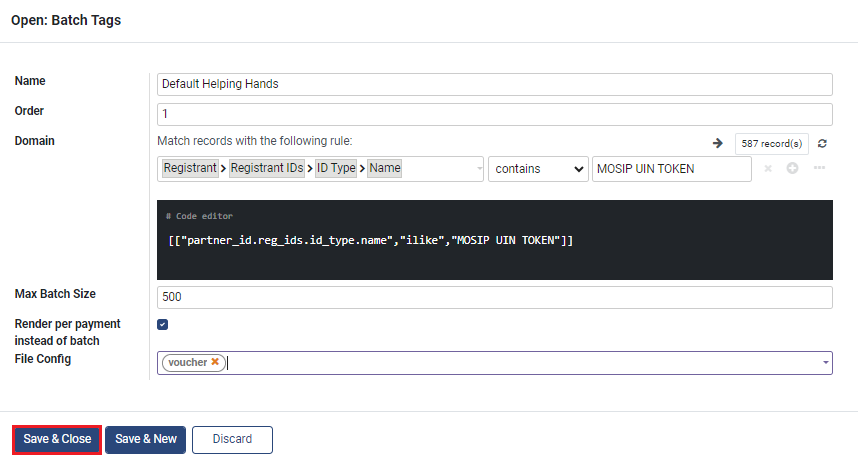 Open: Batch Tags
Name
Default Helping Hands
Order
1
Domain
Match records with the following rule:
587 record(s)
Registrant > Registrant IDs > ID Type > Name
contains
MOSIP UIN TOKEN
# Code editor
[["partner_id.reg_ids.id_type.name","ilike","MOSIP UIN TOKEN"]]
Max Batch Size
500
Render per payment
instead of batch
File Config
voucher
Save & Close
Save & New
Discard